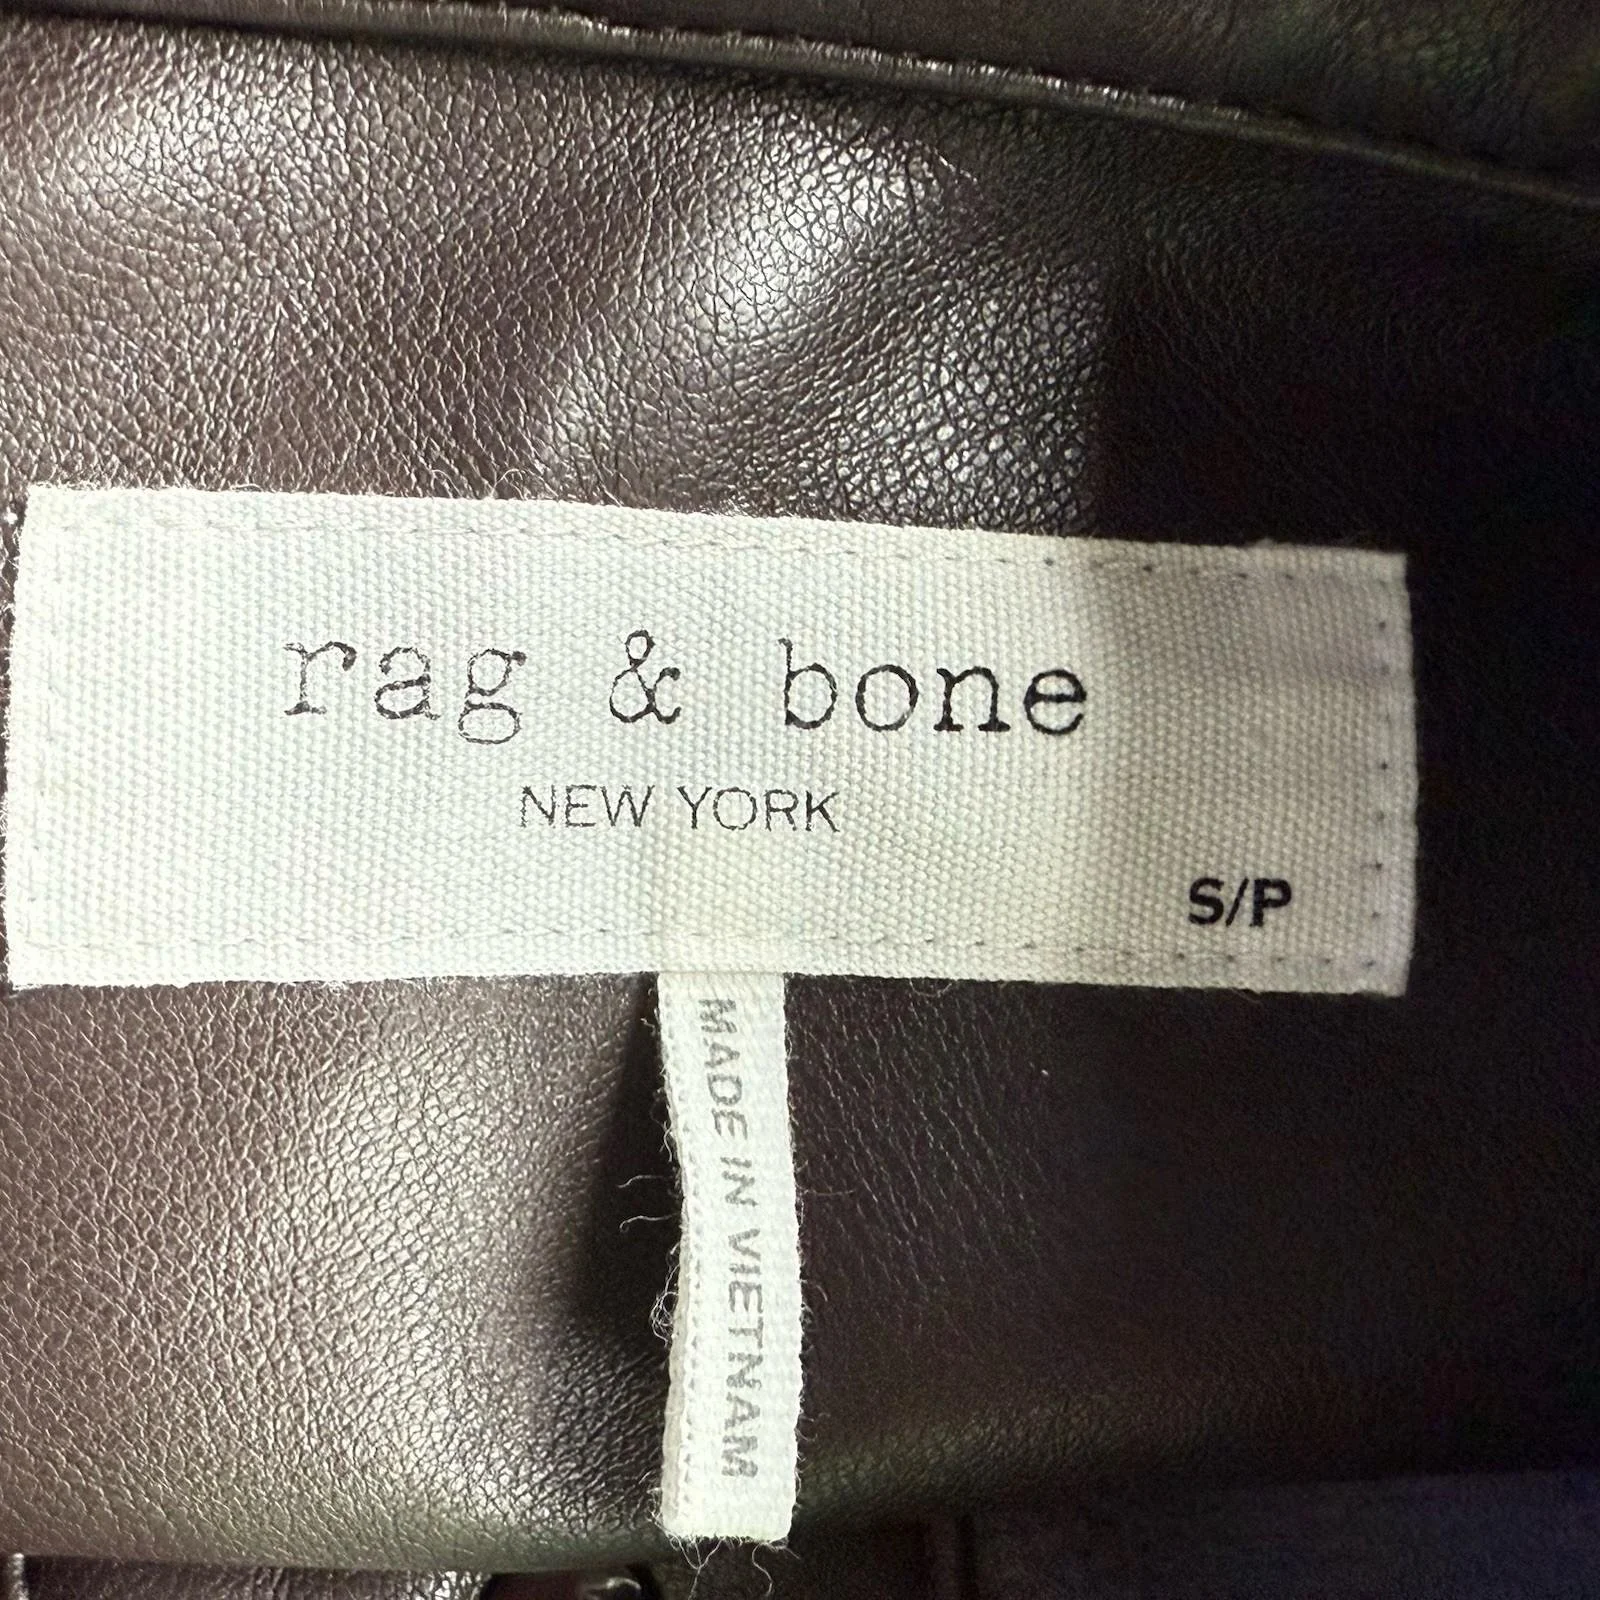 rag & bone
NEW YORK
S/P
MADE IN VIETNAM